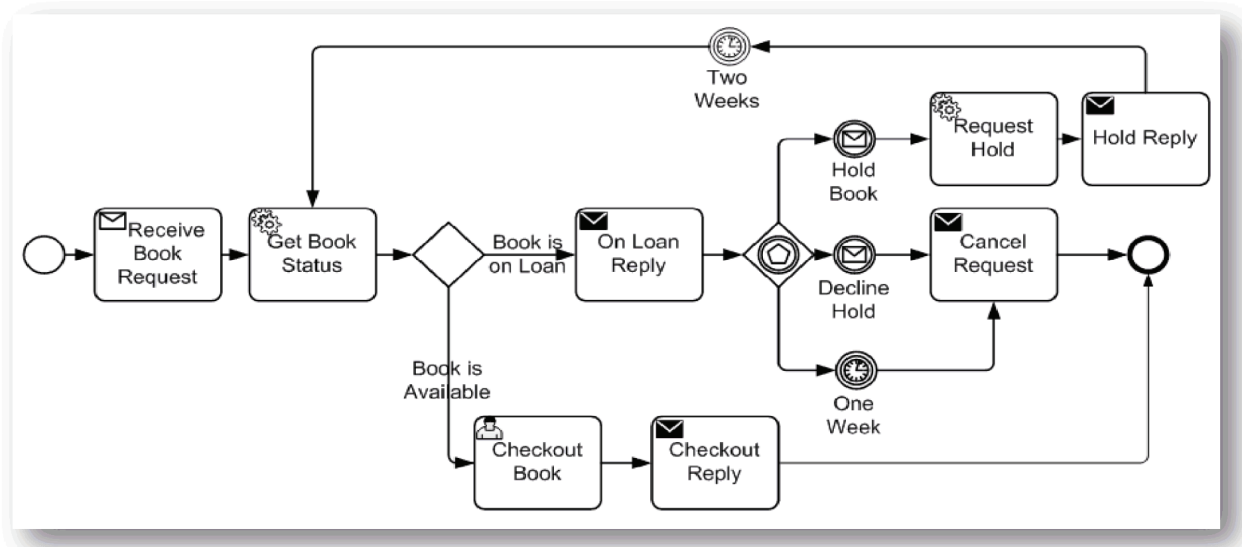 Two
Weeks
Request
Hold
Hold Reply
Hold
Book
Receive
Book
Request
Get Book
Status
Book is
on Loan
On Loan
Reply
Decline
Hold
Cancel
Request
Book is
Available
One
Week
Checkout
Book
Checkout
Reply